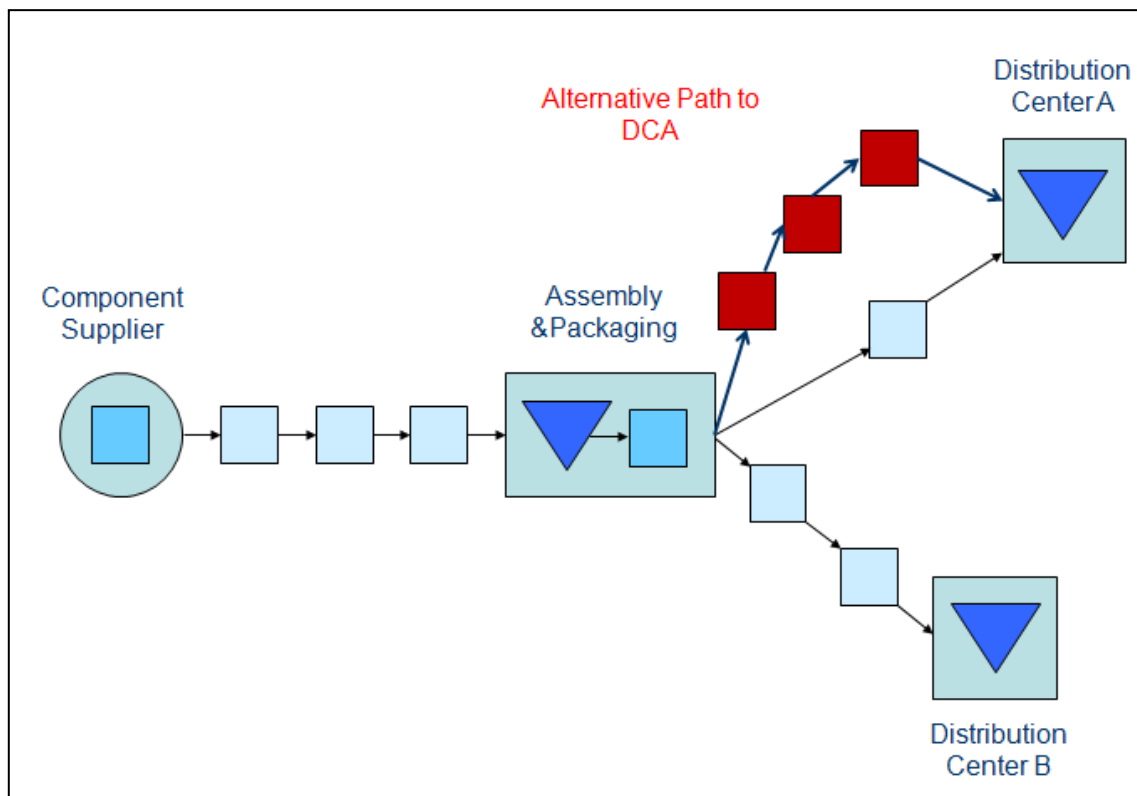 Alternative Path to
DCA
Distribution
Center A
Component
Supplier
Assembly
&Packaging
Distribution
Center B